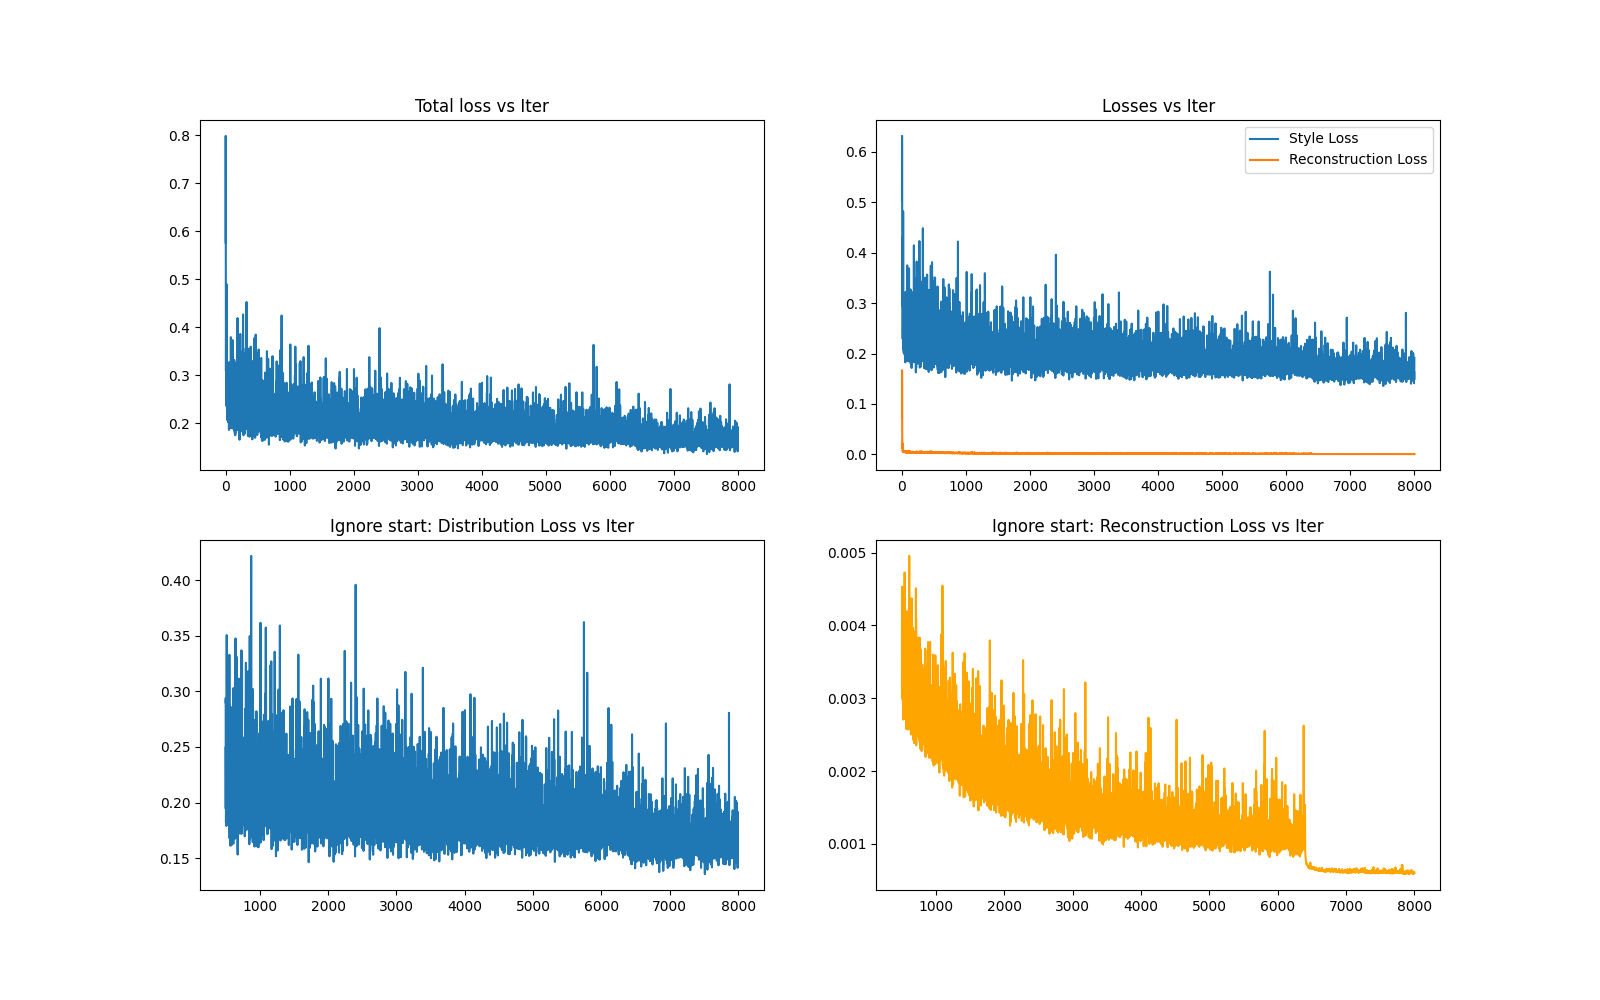 Total loss vs Iter
0.8
0.7
0.6
0.5
0.4
0.3
0.2
0 1000 2000 3000 4000 5000 6000 7000 8000
Losses vs Iter
Style Loss
Reconstruction Loss
0.6
0.5
0.4
0.3
0.2
0.1
0.0
0 1000 2000 3000 4000 5000 6000 7000 8000
Ignore start: Distribution Loss vs Iter
0.40
0.35
0.30
0.25
0.20
0.15
1000 2000 3000 4000 5000 6000 7000 8000
Ignore start: Reconstruction Loss vs Iter
0.005
0.004
0.003
0.002
0.001
1000 2000 3000 4000 5000 6000 7000 8000